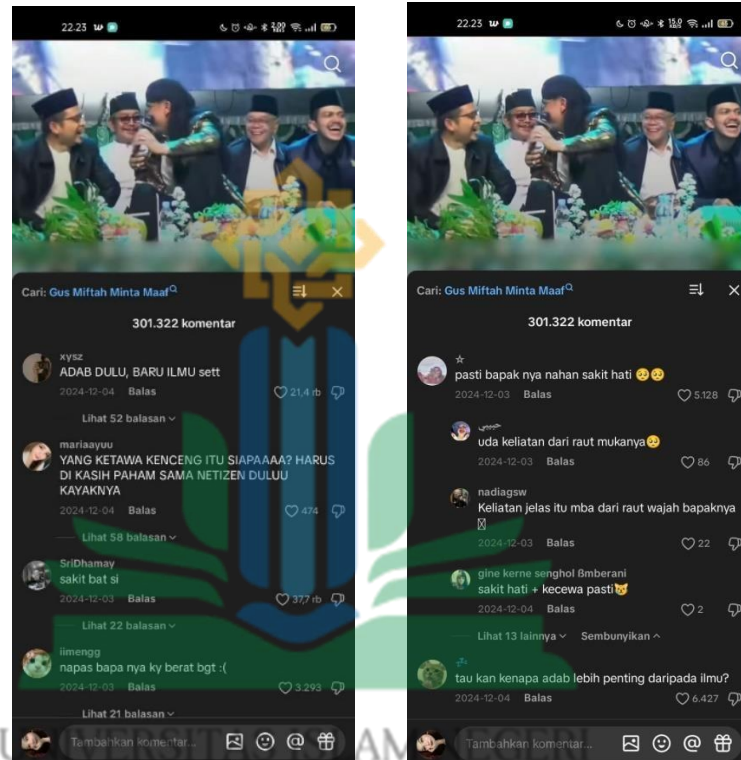 22.23
Cari: Gus Miftah Minta Maaf
301.322 komentar
xysz
ADAB DULU, BARU ILMU sett
2024-12-04 Balas 21,4 rb
Lihat 52 balasan
mariaayuu
YANG KETAWA KENCENG ITU SIAPAAAA? HARUS
DI KASIH PAHAM SAMA NETIZEN DULUU
KAYAKNYA
2024-12-04 Balas 474
Lihat 58 balasan
SriDhamay
sakit bat si
2024-12-03 Balas 37,7 rb
Lihat 22 balasan
iimengg
napas bapa nya ky berat bgt :(
2024-12-03 Balas 3.293
Lihat 21 balasan
Tambahkan komentar...
22.23
Cari: Gus Miftah Minta Maaf
301.322 komentar
pasti bapak nya nahan sakit hati 🥺🥺
2024-12-03 Balas 5.128
uda keliatan dari raut mukanya🥺
2024-12-03 Balas 86
nadiagsw
Keliatan jelas itu mba dari raut wajah bapaknya
2024-12-03 Balas 22
gine kerne senghol ßmberani
sakit hati + kecewa pasti😿
2024-12-04 Balas 2
Lihat 13 lainnya Sembunyikan
tau kan kenapa adab lebih penting daripada ilmu?
2024-12-04 Balas 6.427
Tambahkan komentar...